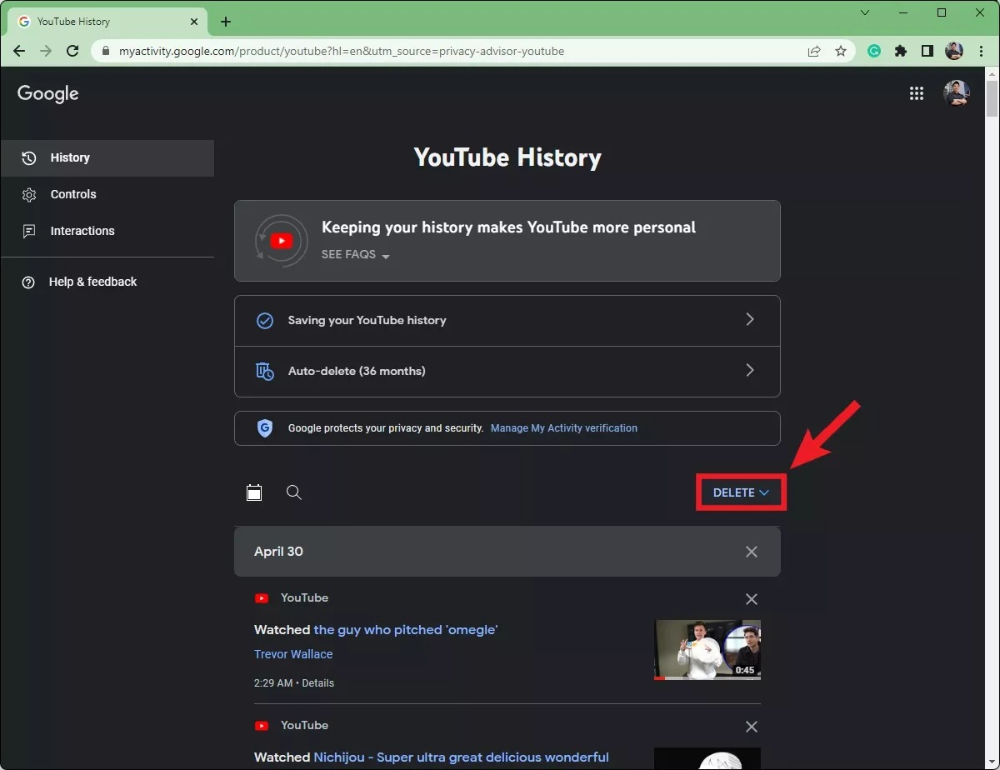 YouTube History
myactivity.google.com/product/youtube?hl=en&utm_source=privacy-advisor-youtube
Google
History
Controls
Interactions
Help & feedback
YouTube History
Keeping your history makes YouTube more personal
SEE FAQS
Saving your YouTube history
Auto-delete (36 months)
Google protects your privacy and security. Manage My Activity verification
DELETE
April 30
YouTube
Watched the guy who pitched 'omegle'
Trevor Wallace
2:29 AM • Details
0:45
YouTube
Watched Nichijou - Super ultra great delicious wonderful